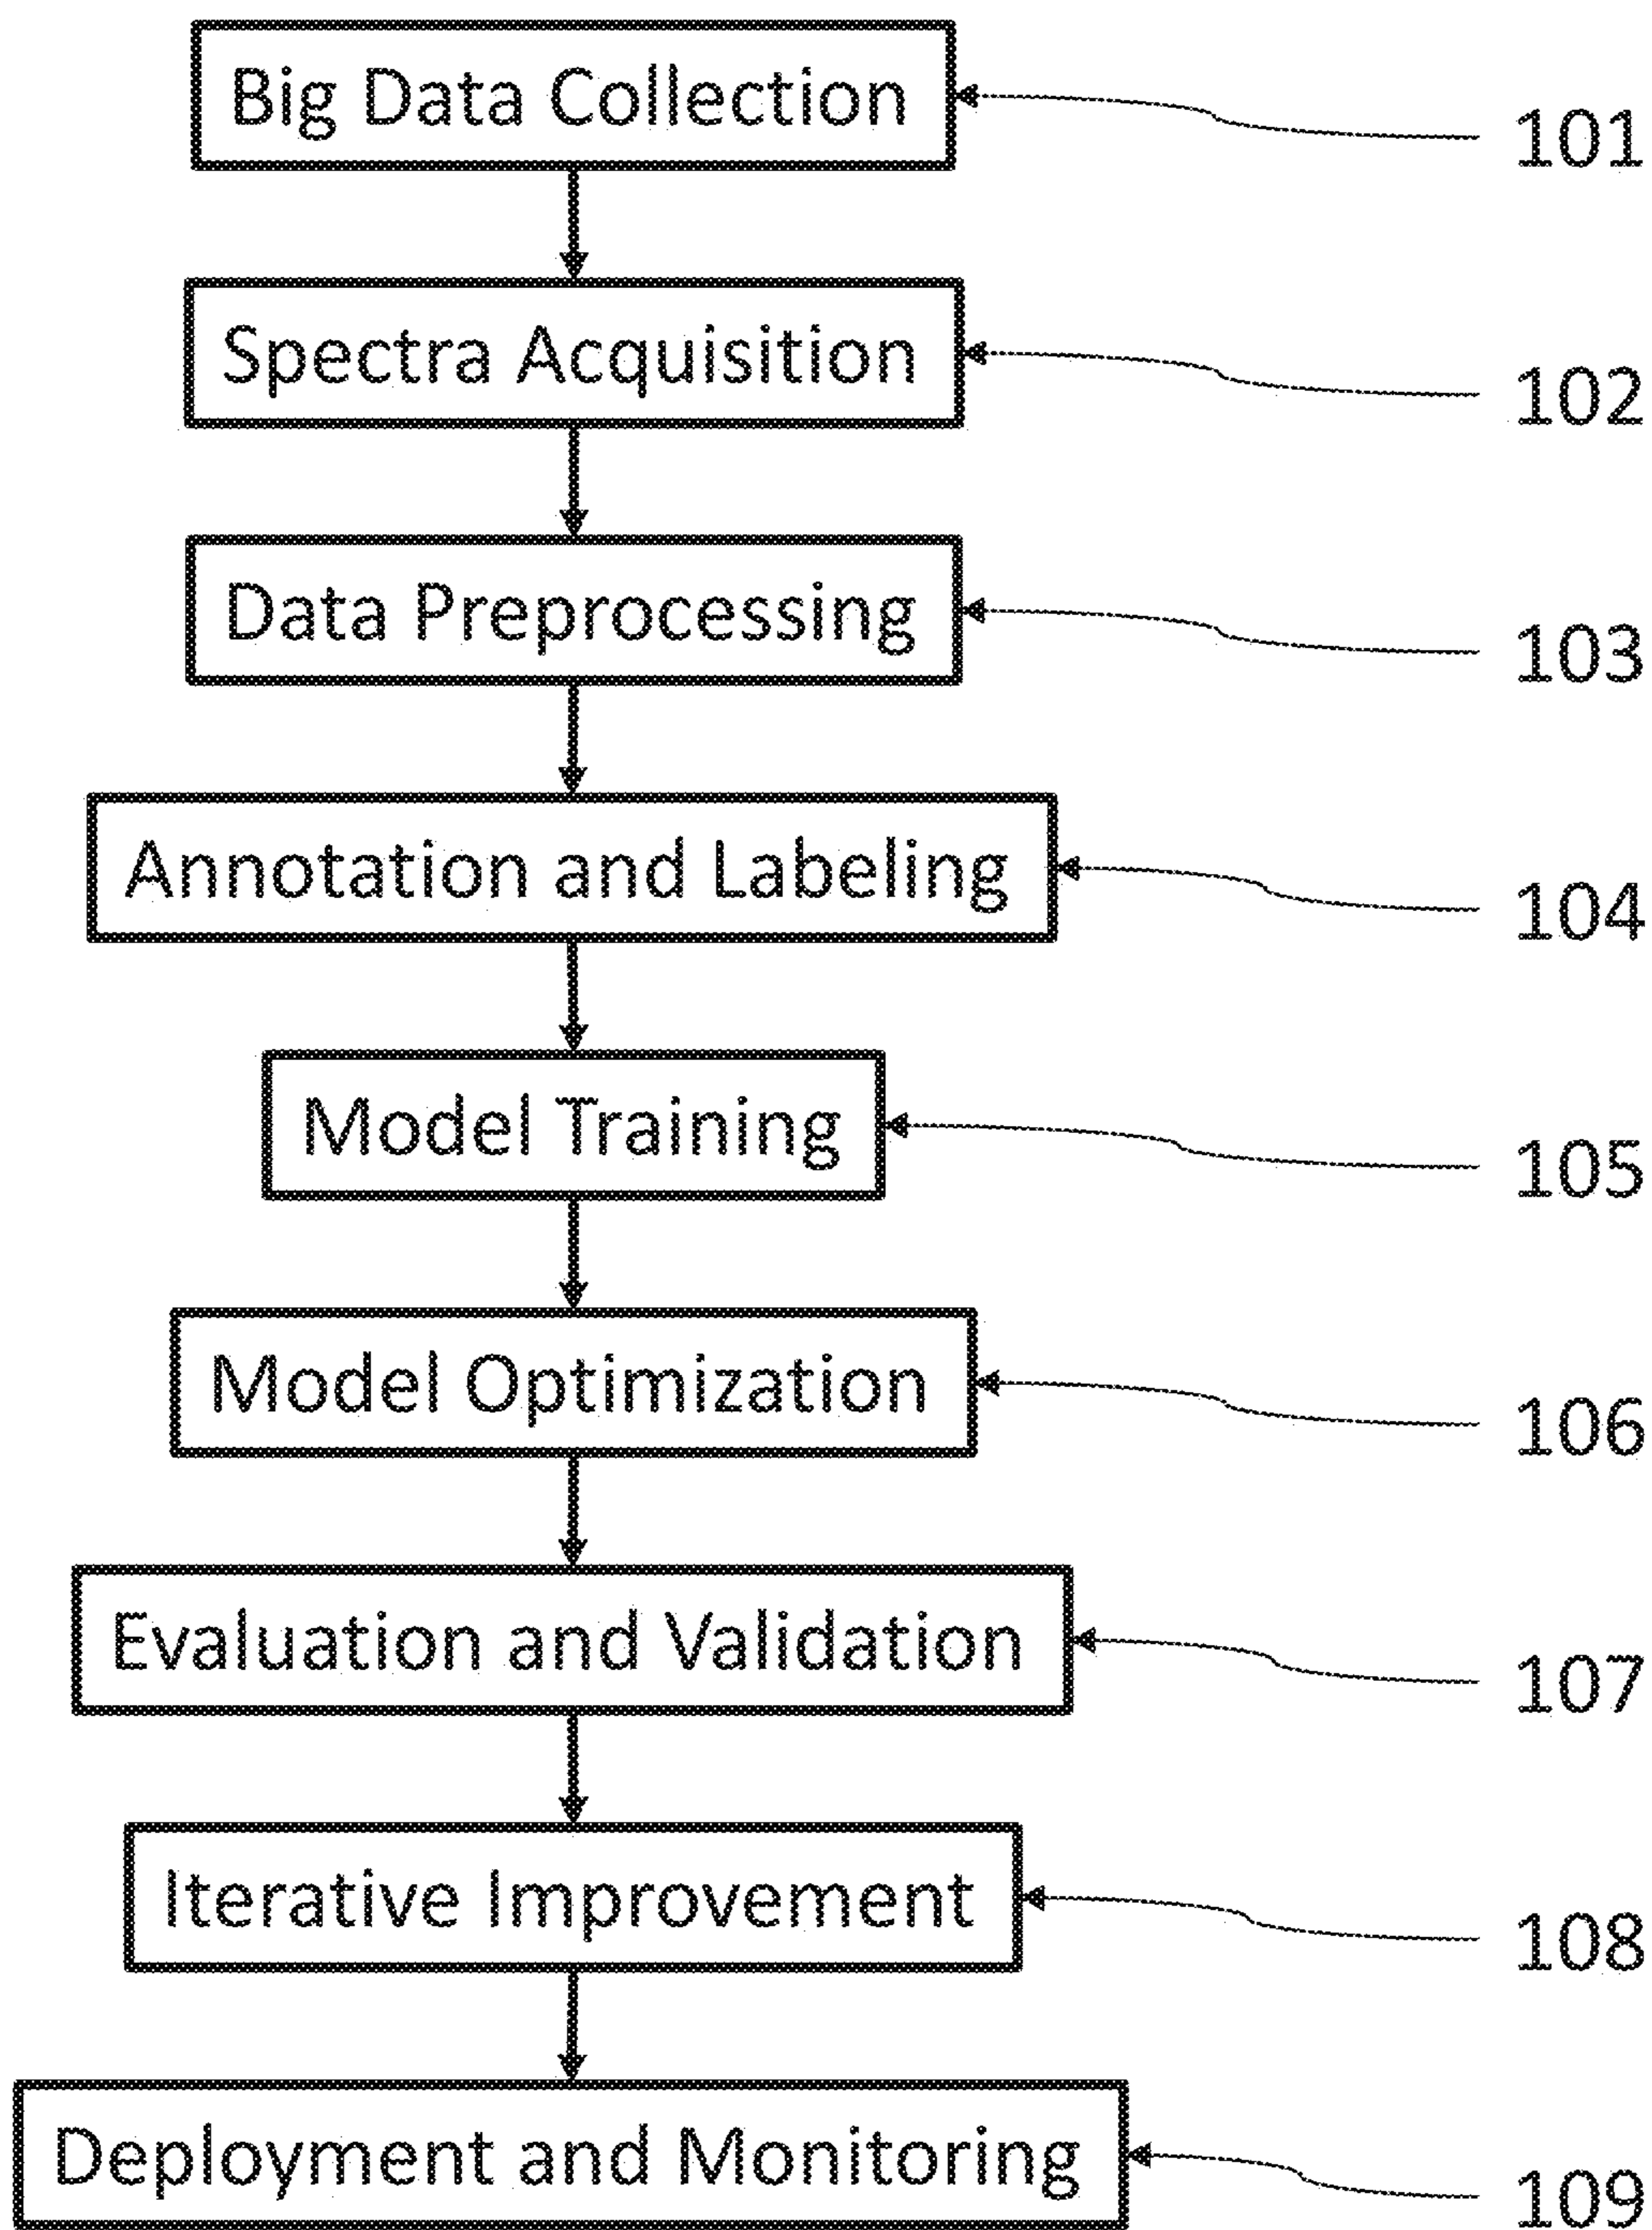 Big Data Collection
101
Spectra Acquisition
102
Data Preprocessing
103
Annotation and Labeling
104
Model Training
105
Model Optimization
106
Evaluation and Validation
107
Iterative Improvement
108
Deployment and Monitoring
109